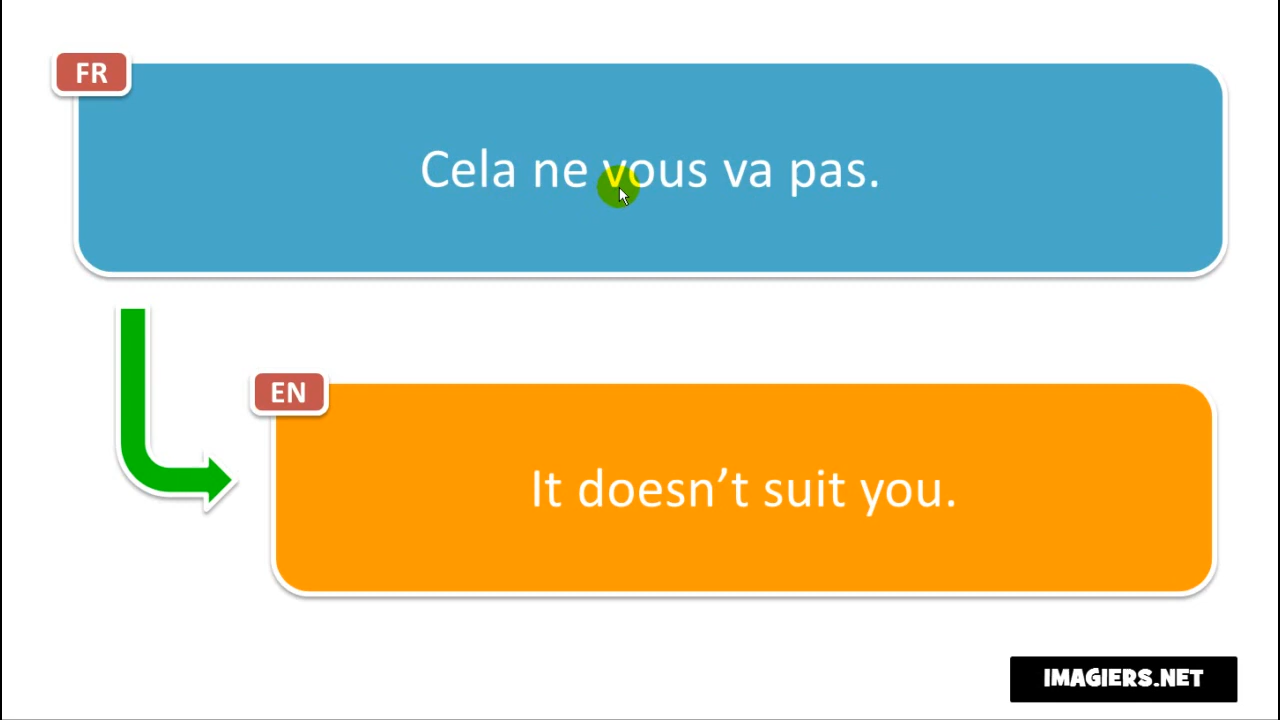 FR
Cela ne vous va pas.
EN
It doesn’t suit you.
IMAGIERS.NET